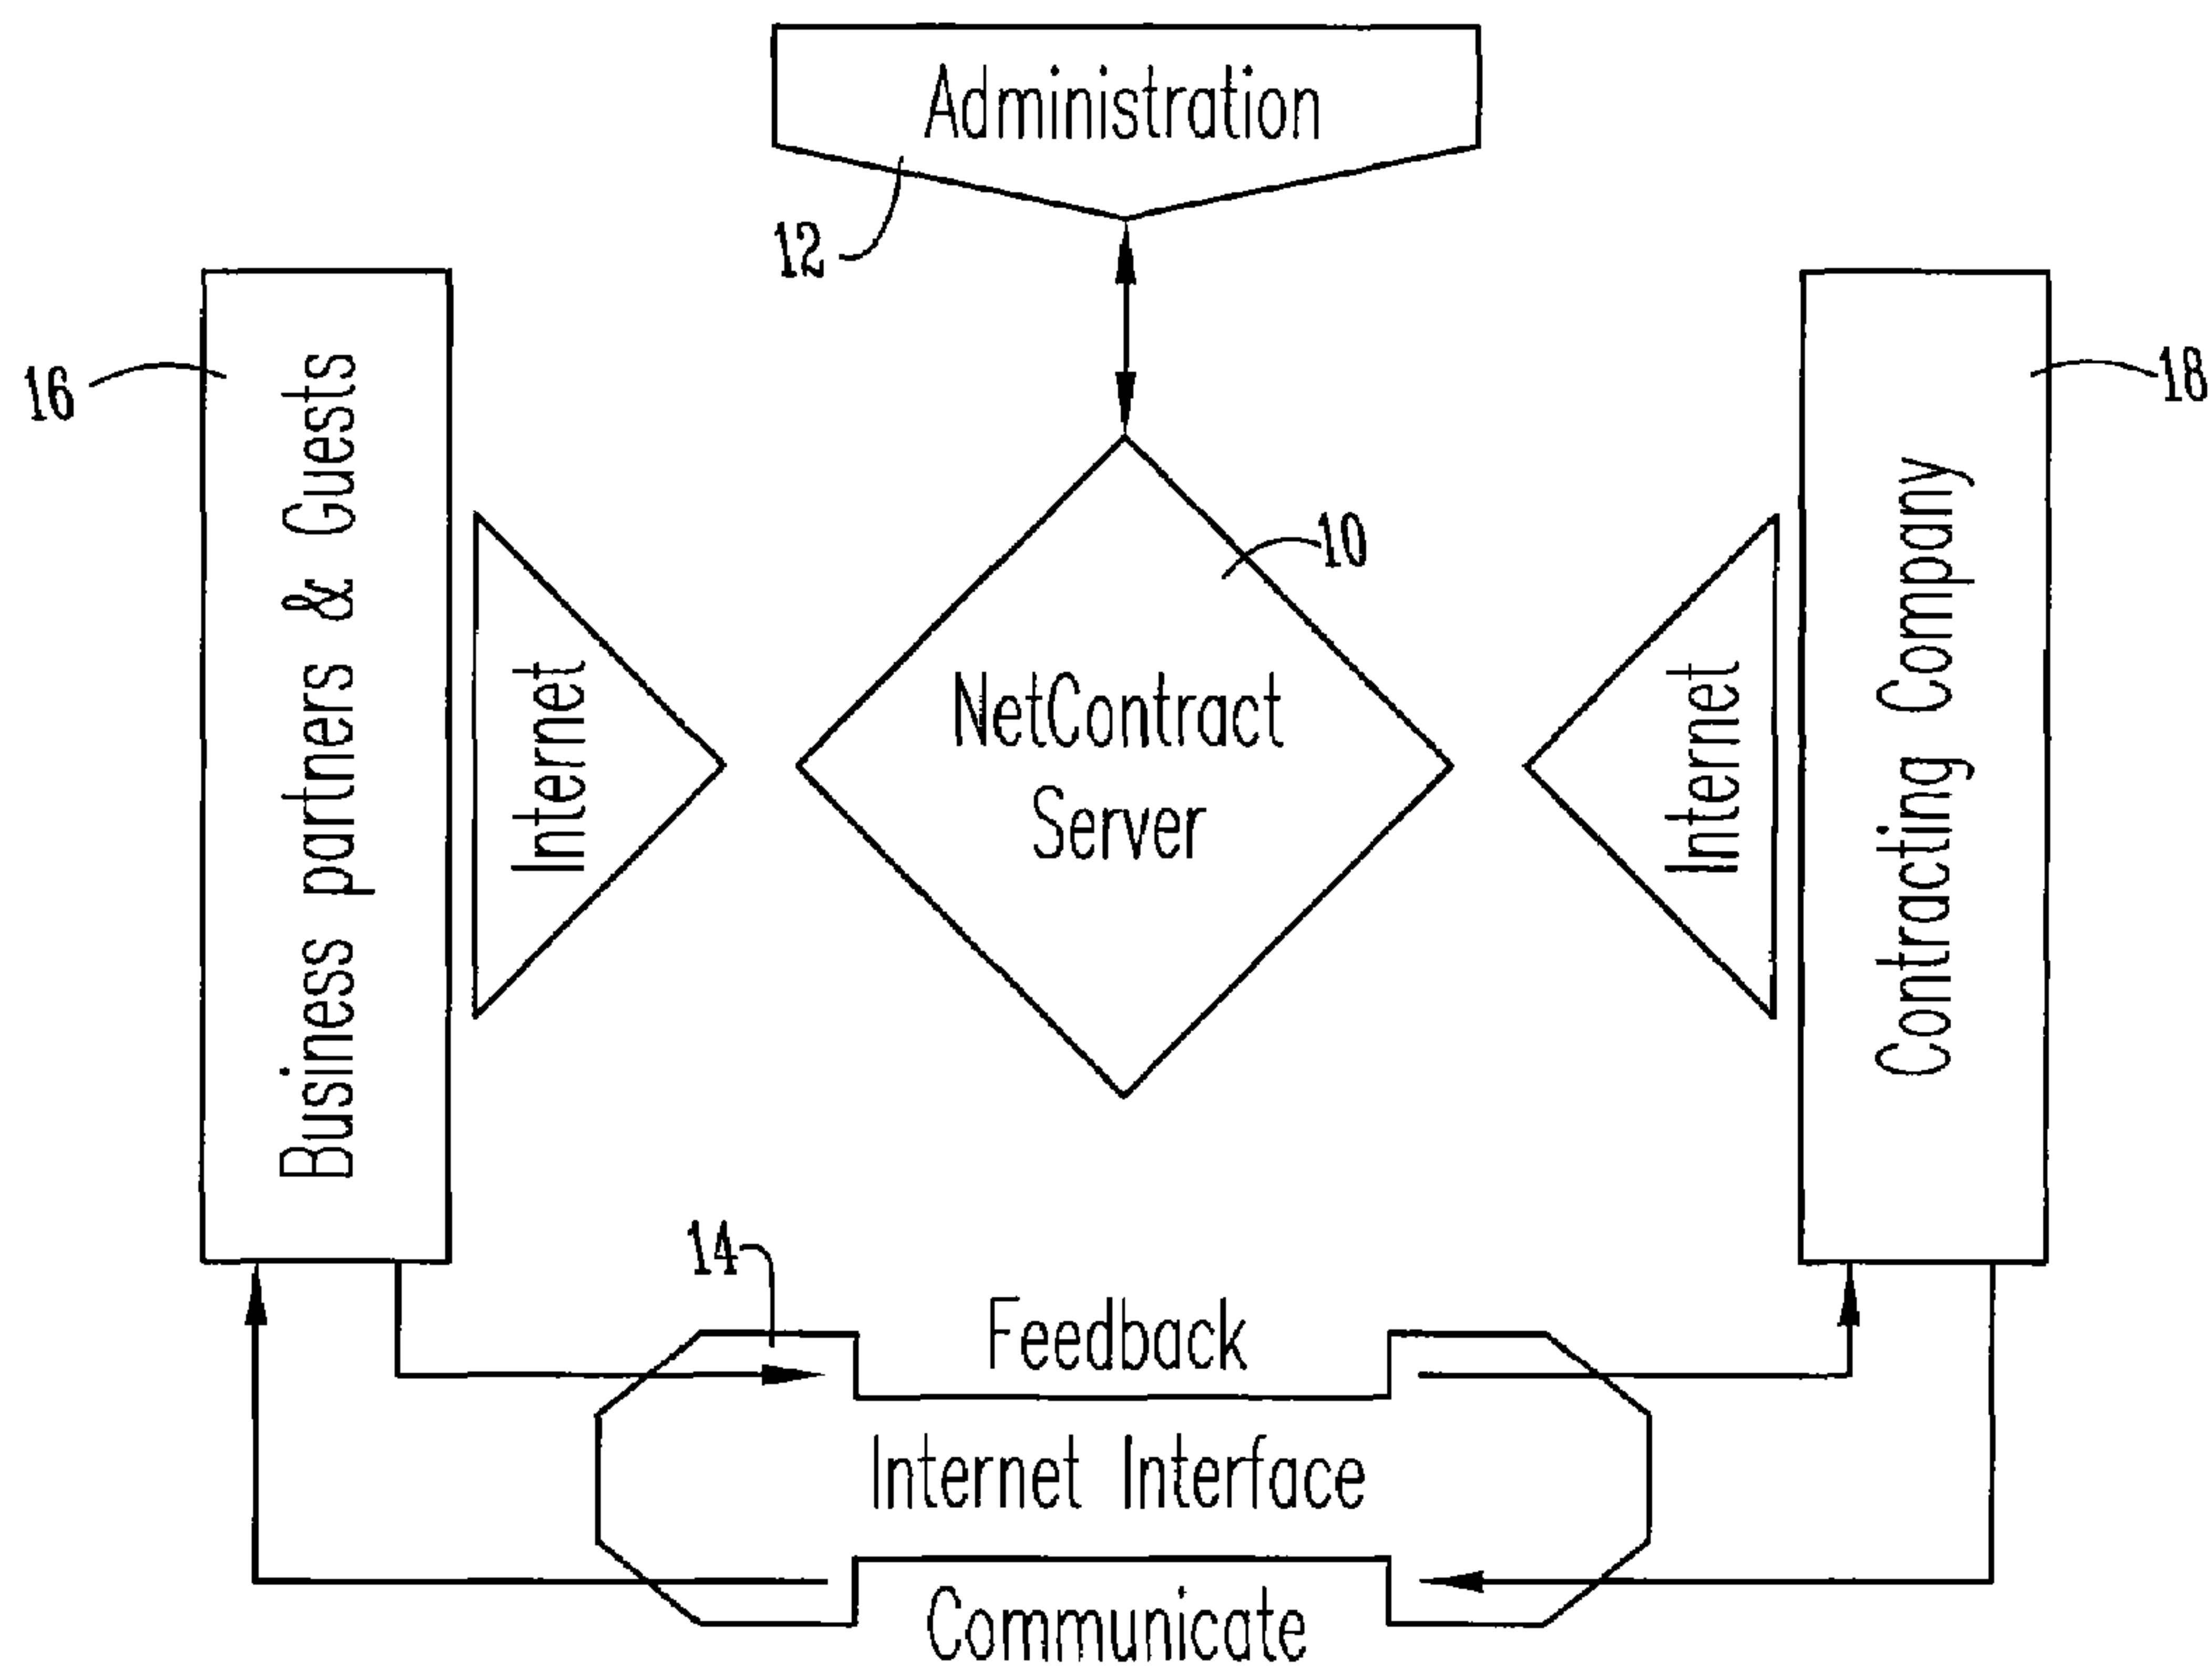 Administration
12
16
Business partners & Guests
Internet
10
NetContract
Server
Internet
Contracting Company
18
14
Feedback
Internet Interface
Communicate